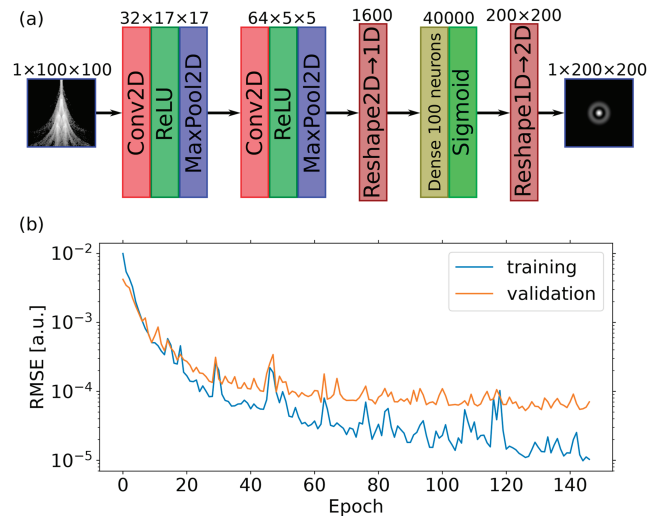 (a)
32×17×17
64×5×5
1600
40000
200×200
1×100×100
1×200×200
Conv2D
ReLU
MaxPool2D
Conv2D
ReLU
MaxPool2D
Reshape2D→1D
Dense 100 neurons
Sigmoid
Reshape1D→2D
(b)
10⁻²
10⁻³
10⁻⁴
10⁻⁵
RMSE [a.u.]
training
validation
0 20 40 60 80 100 120 140
Epoch